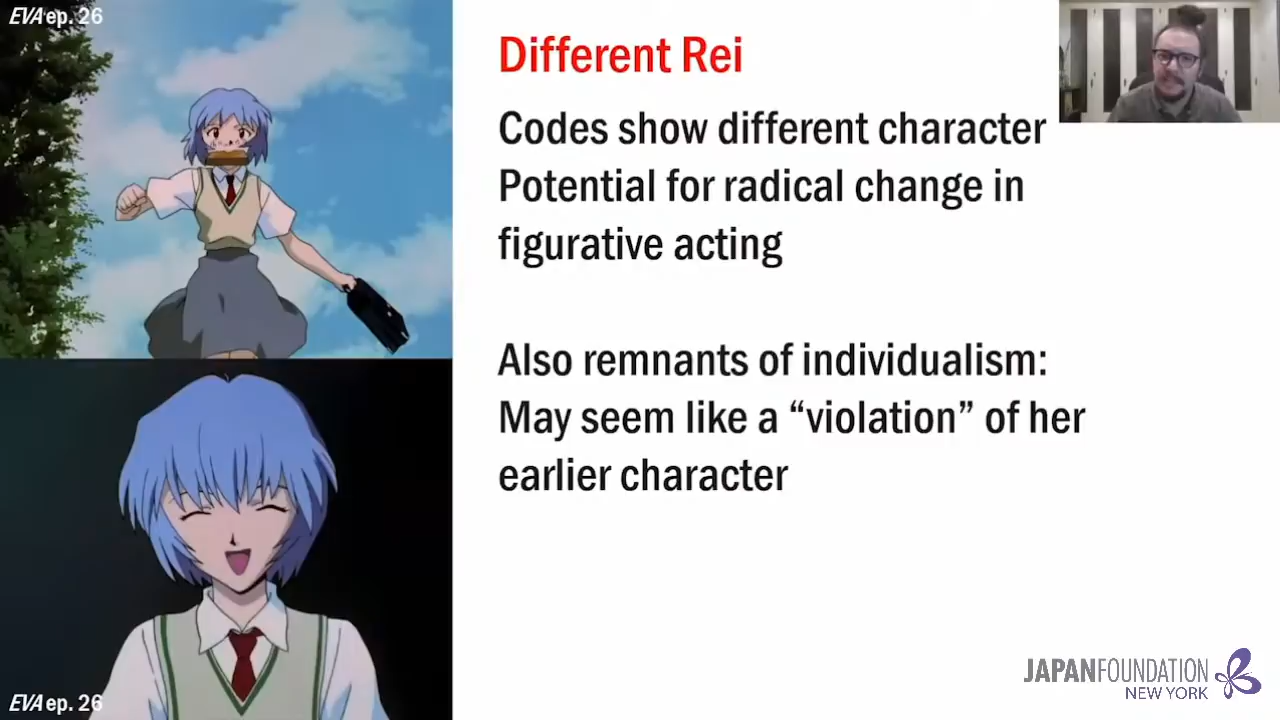 EVA ep. 26
Different Rei
Codes show different character
Potential for radical change in
figurative acting
Also remnants of individualism:
May seem like a “violation” of her
earlier character
EVA ep. 26
JAPANFOUNDATION
NEW YORK